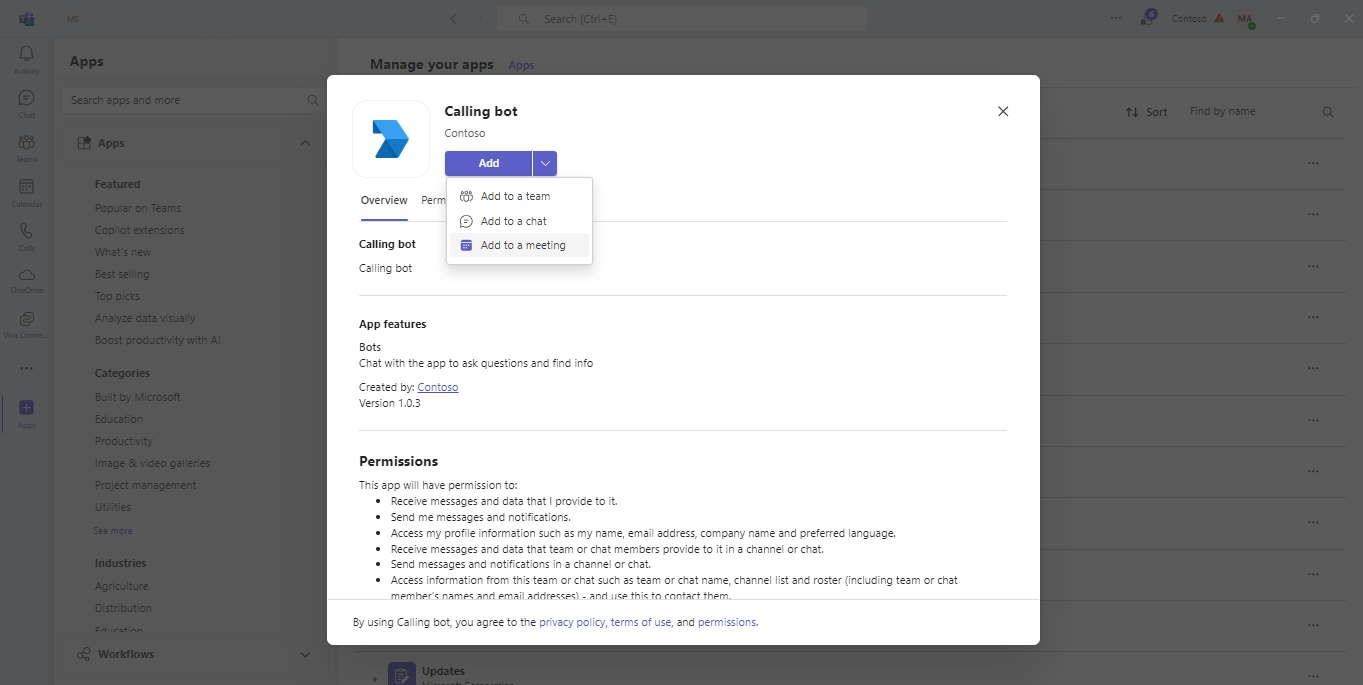 MS
Search (Ctrl+E)
6
Contoso
MA
Activity
Chat
Teams
Calendar
Calls
OneDrive
Viva Conne...
Apps
Apps
Search apps and more
Apps
Featured
Popular on Teams
Copilot extensions
What's new
Best selling
Top picks
Analyze data visually
Boost productivity with AI
Categories
Built by Microsoft
Education
Productivity
Image & video galleries
Project management
Utilities
See more
Industries
Agriculture
Distribution
Education
Workflows
Manage your apps Apps
Sort
Find by name
Calling bot
Contoso
Add
Add to a team
Add to a chat
Add to a meeting
Overview Perm
Calling bot
Calling bot
App features
Bots
Chat with the app to ask questions and find info
Created by: Contoso
Version 1.0.3
Permissions
This app will have permission to:
• Receive messages and data that I provide to it.
• Send me messages and notifications.
• Access my profile information such as my name, email address, company name and preferred language.
• Receive messages and data that team or chat members provide to it in a channel or chat.
• Send messages and notifications in a channel or chat.
• Access information from this team or chat such as team or chat name, channel list and roster (including team or chat
member's names and email addresses) - and use this to contact them.
By using Calling bot, you agree to the privacy policy, terms of use, and permissions.
Updates
Microsoft Corporation